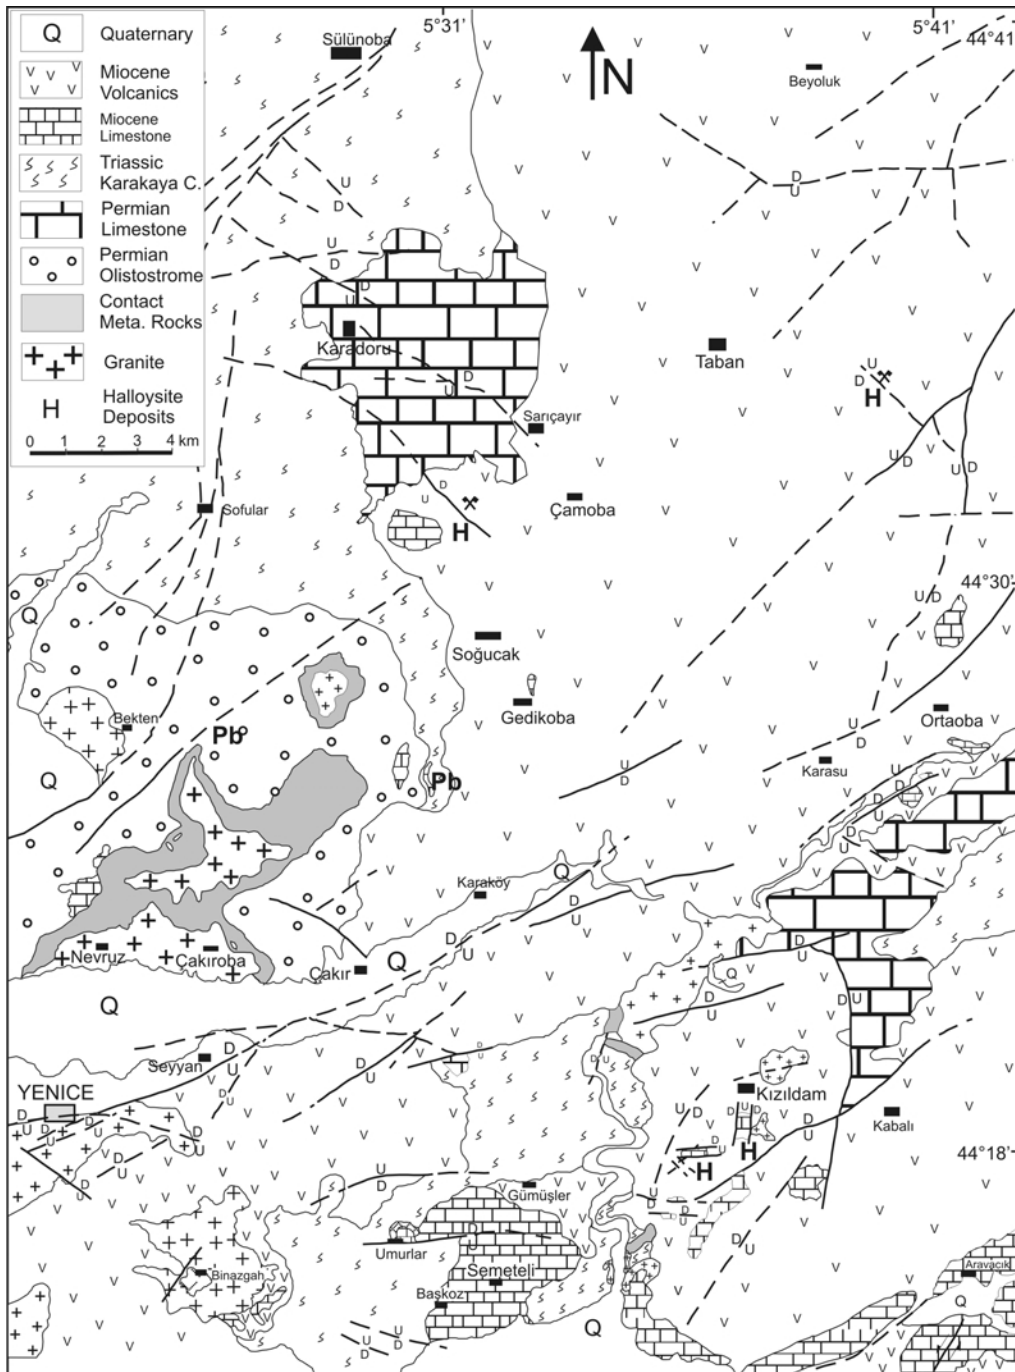 Q Quaternary
Miocene
Volcanics
Miocene
Limestone
Triassic
Karakaya C.
Permian
Limestone
Permian
Olistostrome
Contact
Meta. Rocks
Granite
H Halloysite
Deposits
0 1 2 3 4 km
5°31'
5°41'
44°41'
N
Sülünoba
Beyoluk
D
U
U
D
U
D
Karadoru
U
D
D
U
Taban
U
D
H
Sarıçayır
U
D
U
D
Sofular
U
D
H
Çamoba
44°30'
Q
U
D
Soğucak
Gedikoba
Bekten
Pb
Q
Pb
Ortaoba
U
D
Karasu
U
D
D
U
D
U
Karaköy
Q
D
U
Nevruz
Çakıroba
Çakır
Q
D
U
D
U
Q
D
U
D
U
Q
Seyyan
D
U
D
U
D
U
D
U
YENICE
D
U
D
U
D
U
D
U
Kızıldam
Kabalı
U
D
D
U
D
U
H
D
U
H
44°18'
U
D
Gümüşler
U
D
D
U
D
U
Umurlar
D
U
Semeteli
Binazgah
Başkoz
Aravacık
Q
Q
U
D
U
D